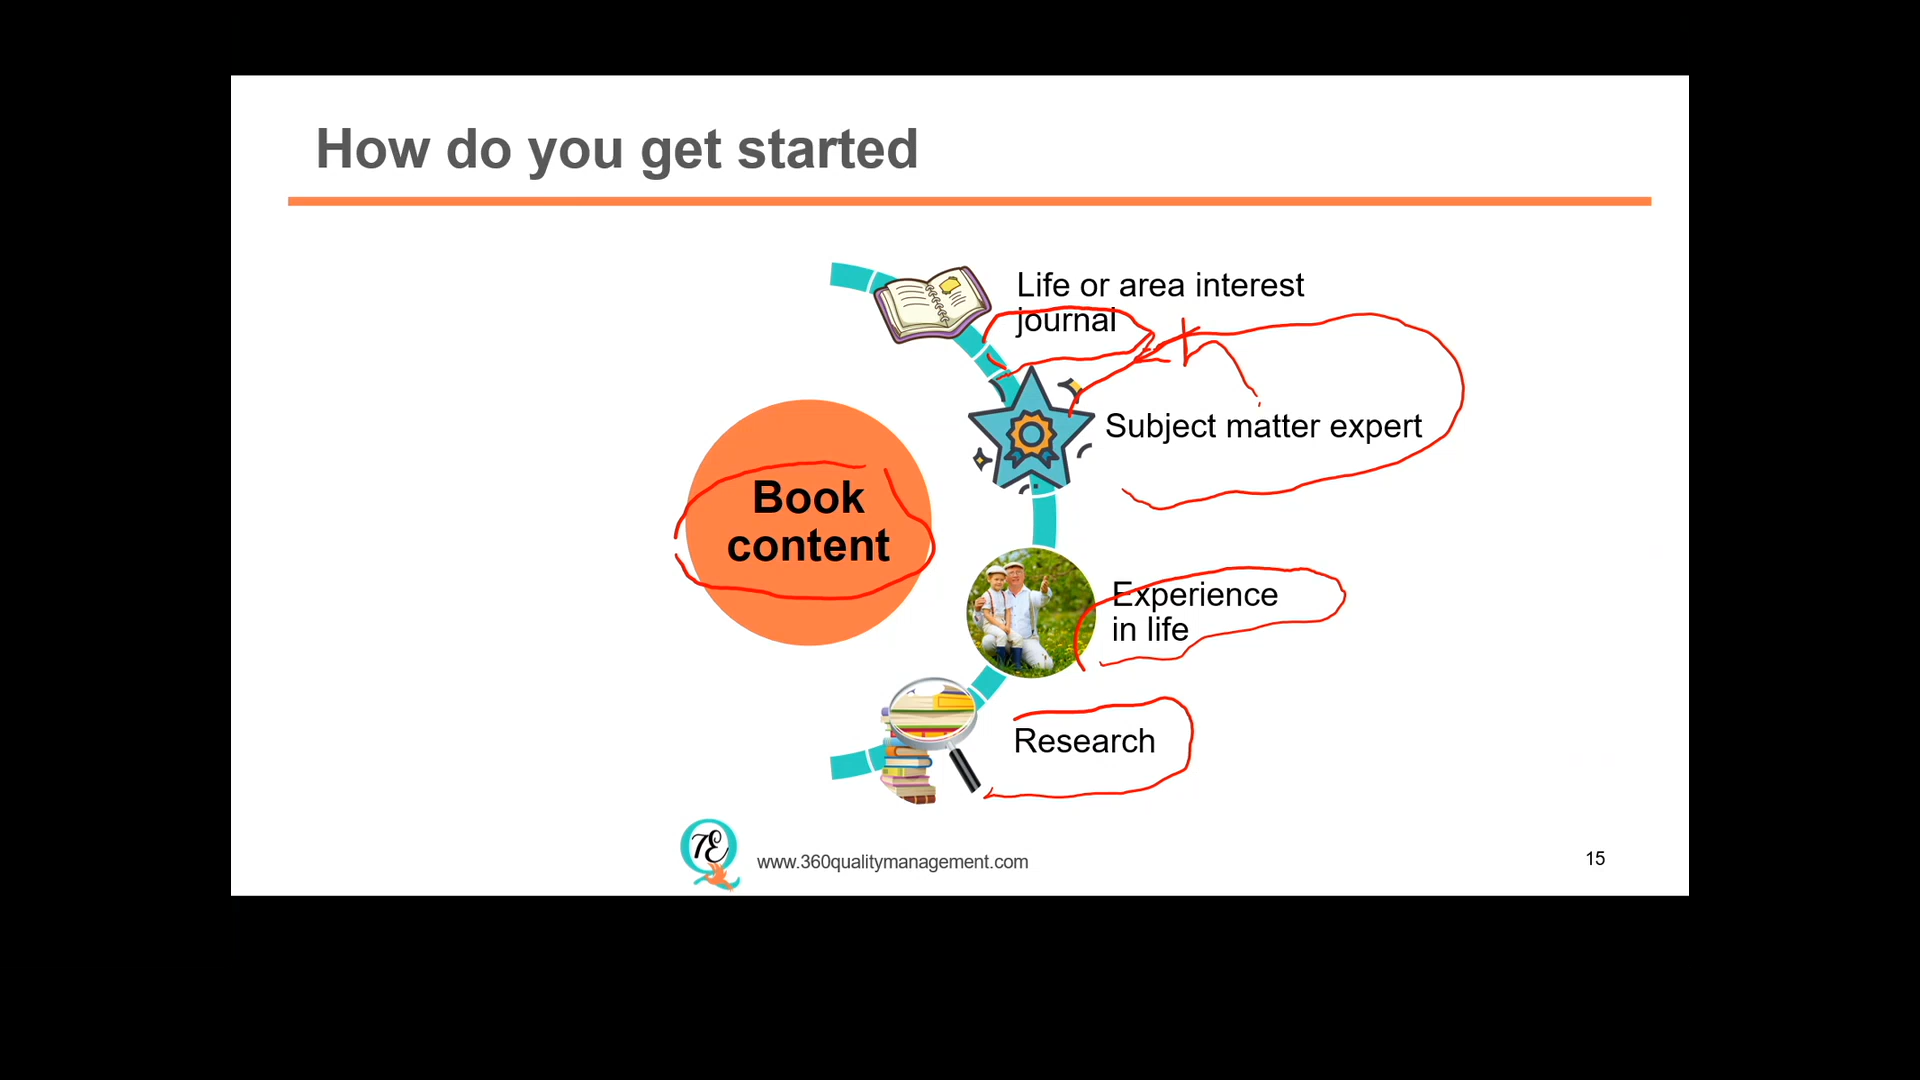 How do you get started
Life or area interest
journal
Subject matter expert
Book
content
Experience
in life
Research
7E
www.360qualitymanagement.com
15